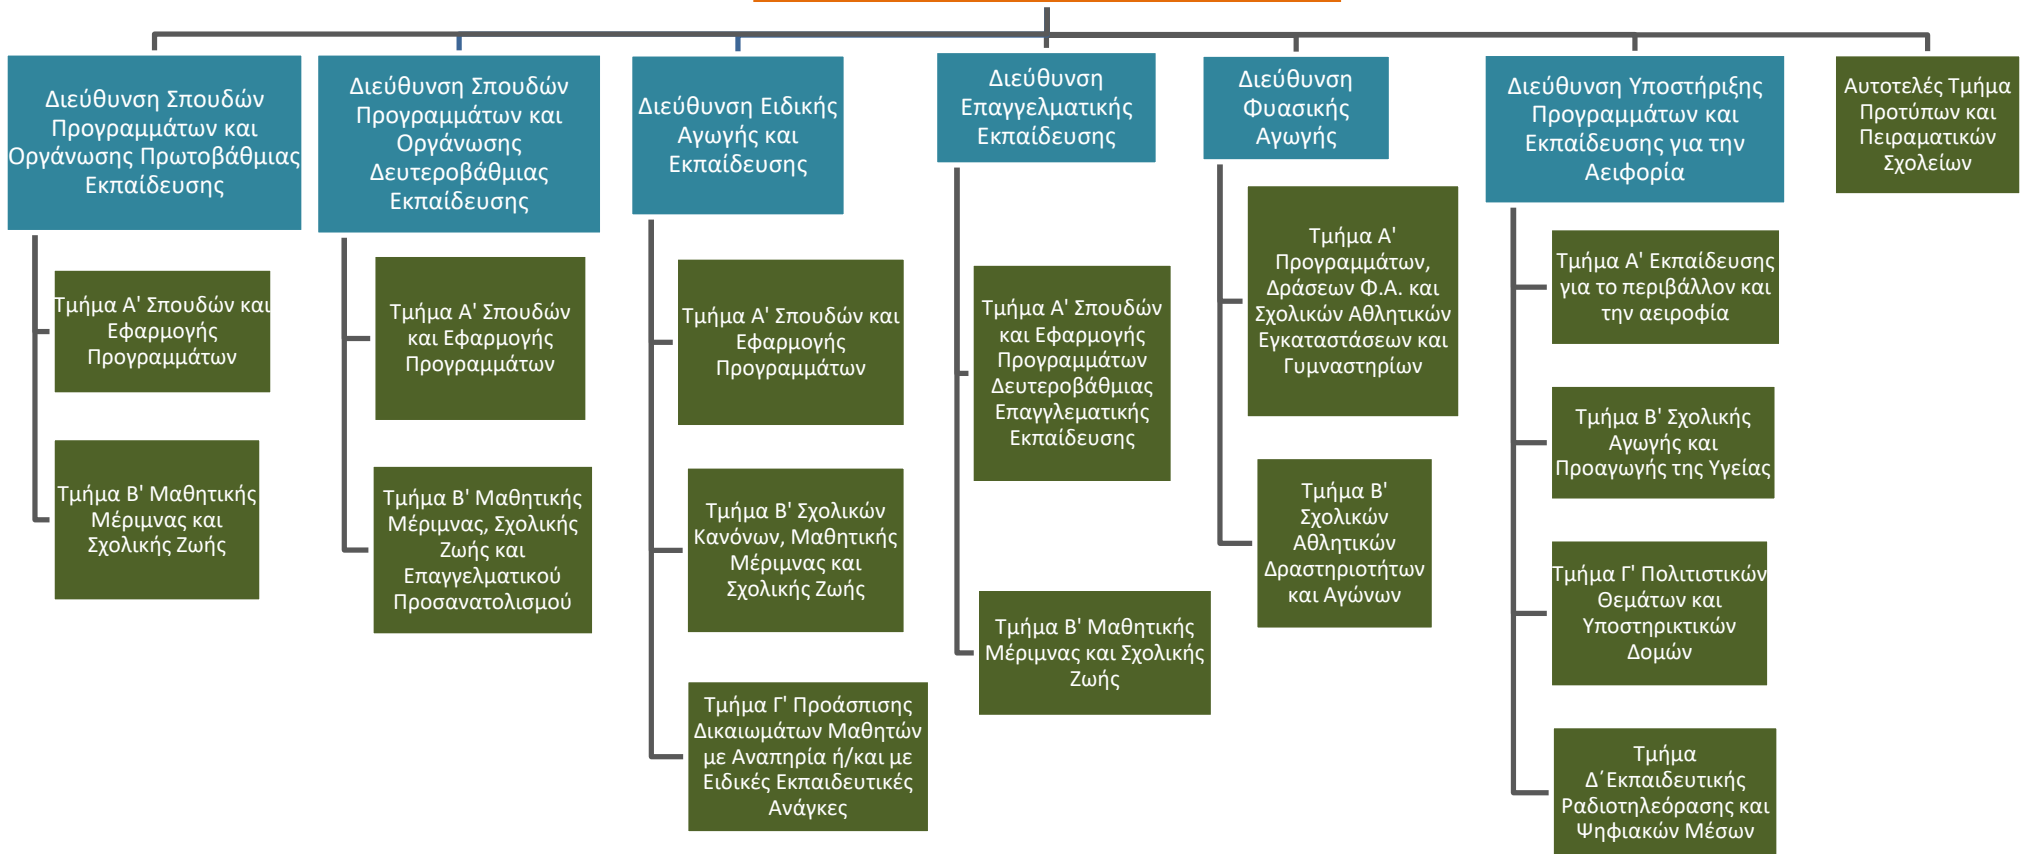 Διεύθυνση Σπουδών
Προγραμμάτων και
Οργάνωσης Πρωτοβάθμιας
Εκπαίδευσης
Τμήμα Α' Σπουδών και
Εφαρμογής
Προγραμμάτων
Τμήμα Β' Μαθητικής
Μέριμνας και
Σχολικής Ζωής
Διεύθυνση Σπουδών
Προγραμμάτων και
Οργάνωσης
Δευτεροβάθμιας
Εκπαίδευσης
Τμήμα Α' Σπουδών
και Εφαρμογής
Προγραμμάτων
Τμήμα Β' Μαθητικής
Μέριμνας, Σχολικής
Ζωής και
Επαγγελματικού
Προσανατολισμού
Διεύθυνση Ειδικής
Αγωγής και
Εκπαίδευσης
Τμήμα Α' Σπουδών και
Εφαρμογής
Προγραμμάτων
Τμήμα Β' Σχολικών
Κανόνων, Μαθητικής
Μέριμνας και
Σχολικής Ζωής
Τμήμα Γ' Προάσπισης
Δικαιωμάτων Μαθητών
με Αναπηρία ή/και με
Ειδικές Εκπαιδευτικές
Ανάγκες
Διεύθυνση
Επαγγελματικής
Εκπαίδευσης
Τμήμα Α' Σπουδών
και Εφαρμογής
Προγραμμάτων
Δευτεροβάθμιας
Επαγγλεματικής
Εκπαίδευσης
Τμήμα Β' Μαθητικής
Μέριμνας και Σχολικής
Ζωής
Διεύθυνση
Φυασικής
Αγωγής
Τμήμα Α'
Προγραμμάτων,
Δράσεων Φ.Α. και
Σχολικών Αθλητικών
Εγκαταστάσεων και
Γυμναστηρίων
Τμήμα Β'
Σχολικών
Αθλητικών
Δραστηριοτήτων
και Αγώνων
Διεύθυνση Υποστήριξης
Προγραμμάτων και
Εκπαίδευσης για την
Αειφορία
Τμήμα Α' Εκπαίδευσης
για το περιβάλλον και
την αειροφία
Τμήμα Β' Σχολικής
Αγωγής και
Προαγωγής της Υγείας
Τμήμα Γ' Πολιτιστικών
Θεμάτων και
Υποστηρικτικών
Δομών
Τμήμα
Δ΄Εκπαιδευτικής
Ραδιοτηλεόρασης και
Ψηφιακών Μέσων
Αυτοτελές Τμήμα
Προτύπων και
Πειραματικών
Σχολείων